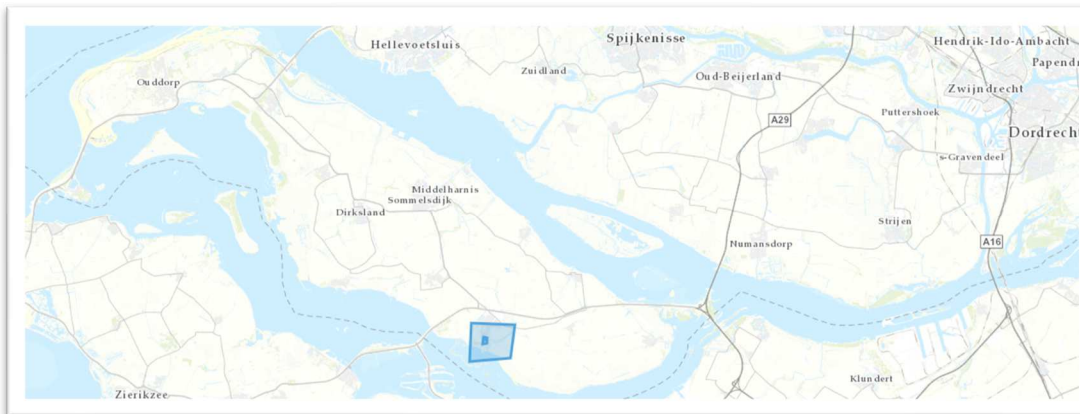 Hellevoetsluis
Spijkenisse
Hendrik-Ido-Ambacht
Papendr
Zuidland
Oud-Beijerland
Ouddorp
Zwijndrecht
Puttershoek
A29
Dordrech
s-Gravendeel
Middelharnis
Sommelsdijk
Dirksland
Strijen
Numansdorp
A16
Klundert
Zierikzee